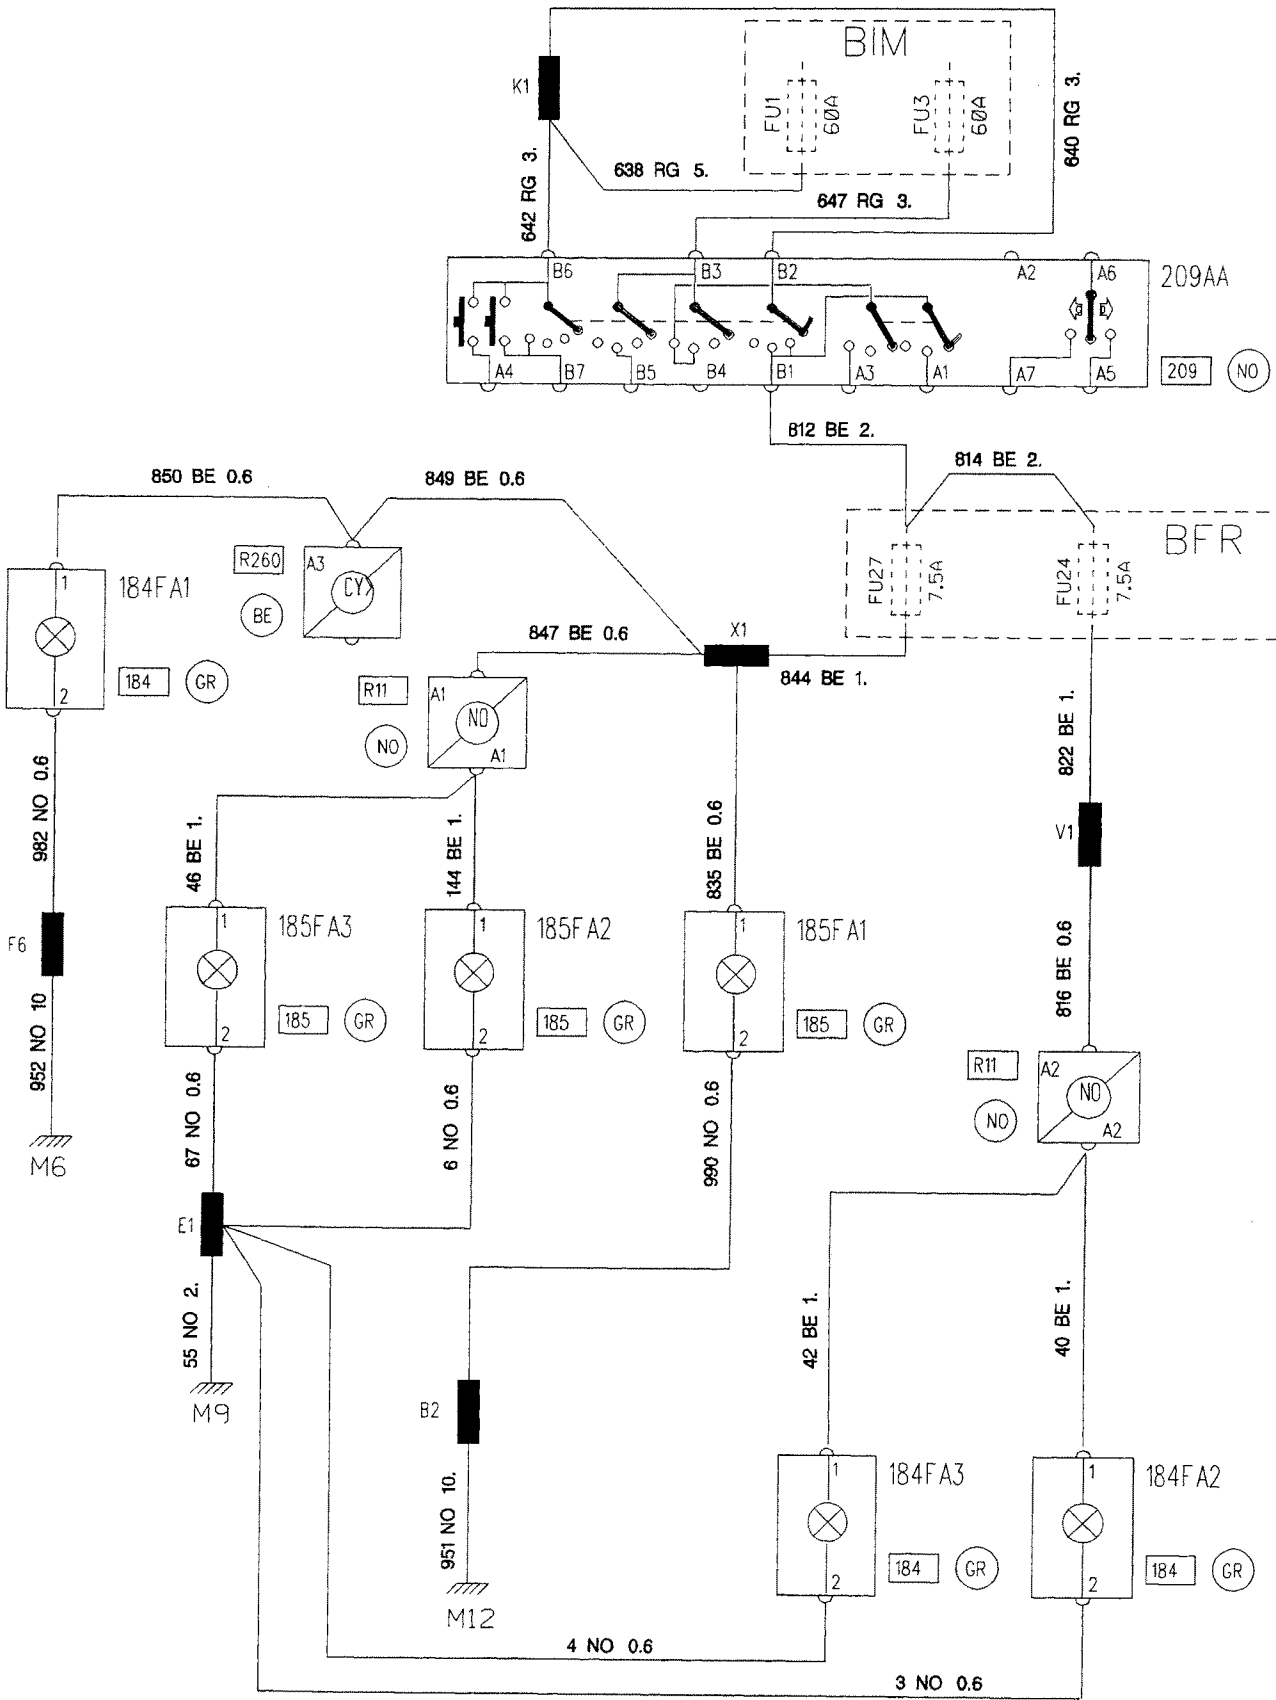 BIM
K1
FU1
60A
FU3
60A
640 RG 3.
638 RG 5.
642 RG 3.
647 RG 3.
B6
B3
B2
A2
A6
209AA
A4
B7
B5
B4
B1
A3
A1
A7
A5
209
NO
812 BE 2.
814 BE 2.
850 BE 0.6
849 BE 0.6
BFR
R260
A3
CY
BE
FU27
7.5A
FU24
7.5A
1
184FA1
2
184
GR
847 BE 0.6
X1
844 BE 1.
R11
A1
NO
A1
NO
822 BE 1.
982 NO 0.6
46 BE 1.
144 BE 1.
835 BE 0.6
V1
F6
1
185FA3
2
185
GR
1
185FA2
2
185
GR
1
185FA1
2
185
GR
816 BE 0.6
952 NO 10
M6
67 NO 0.6
6 NO 0.6
990 NO 0.6
R11
A2
NO
A2
NO
E1
55 NO 2.
M9
42 BE 1.
40 BE 1.
B2
951 NO 10.
M12
1
184FA3
2
184
GR
1
184FA2
2
184
GR
4 NO 0.6
3 NO 0.6